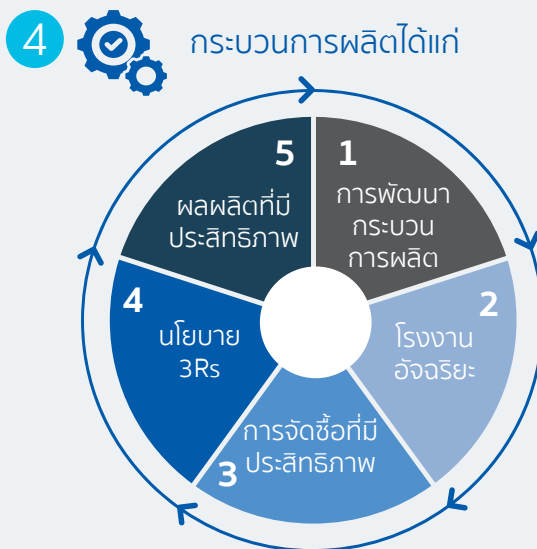 4
กระบวนการผลิตได้แก่
1
การพัฒนา
กระบวน
การผลิต
2
โรงงาน
อัจฉริยะ
3
การจัดซื้อที่มี
ประสิทธิภาพ
4
นโยบาย
3Rs
5
ผลผลิตที่มี
ประสิทธิภาพ